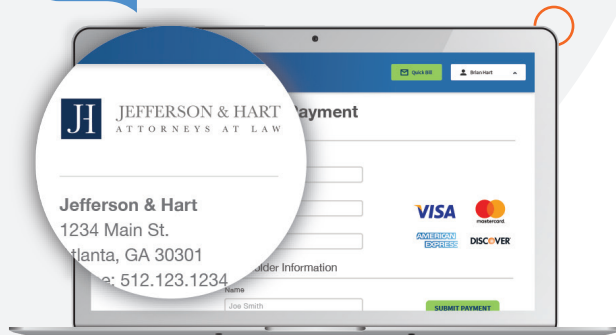 Quick Bill
Brian Hart
JH
JEFFERSON & HART
ATTORNEYS AT LAW
Payment
Jefferson & Hart
1234 Main St.
tlanta, GA 30301
e: 512.123.1234
VISA
mastercard.
AMERICAN
EXPRESS
DISCOVER
older Information
Name
Joe Smith
SUBMIT PAYMENT